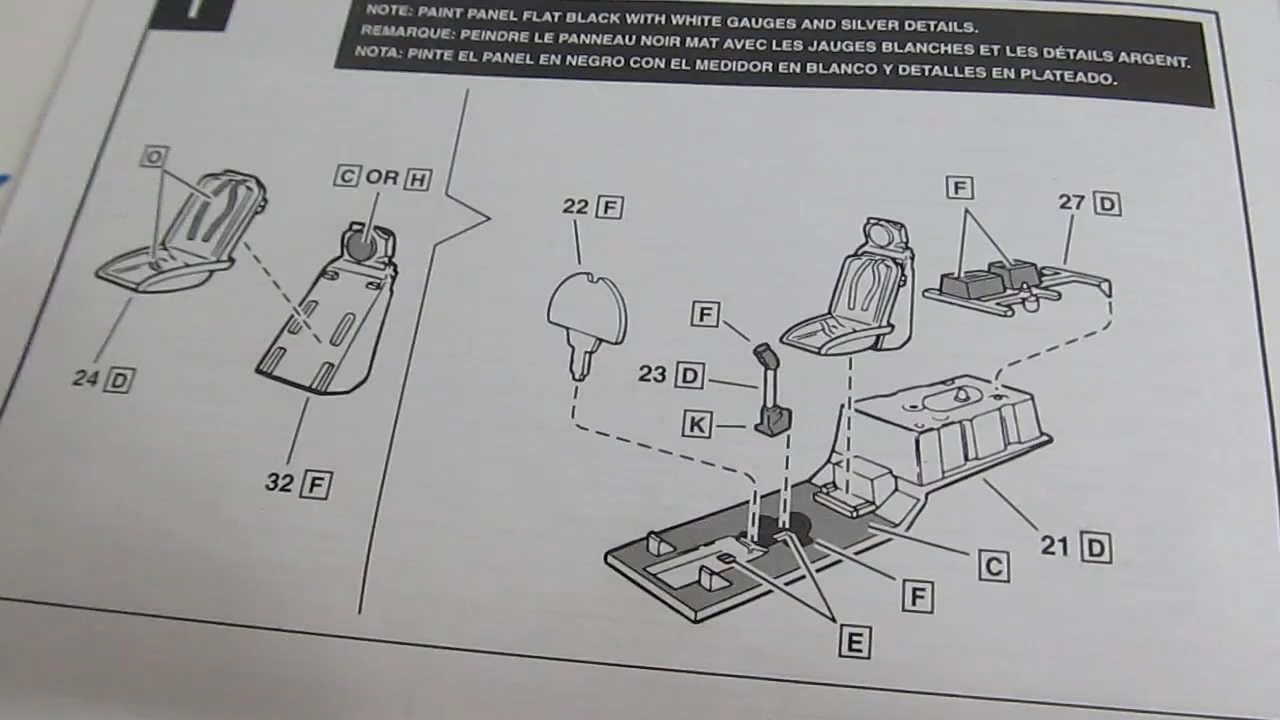 1
NOTE: PAINT PANEL FLAT BLACK WITH WHITE GAUGES AND SILVER DETAILS.
REMARQUE: PEINDRE LE PANNEAU NOIR MAT AVEC LES JAUGES BLANCHES ET LES DÉTAILS ARGENT.
NOTA: PINTE EL PANEL EN NEGRO CON EL MEDIDOR EN BLANCO Y DETALLES EN PLATEADO.
O
C OR H
24 D
32 F
22 F
F
27 D
F
23 D
K
21 D
C
F
E